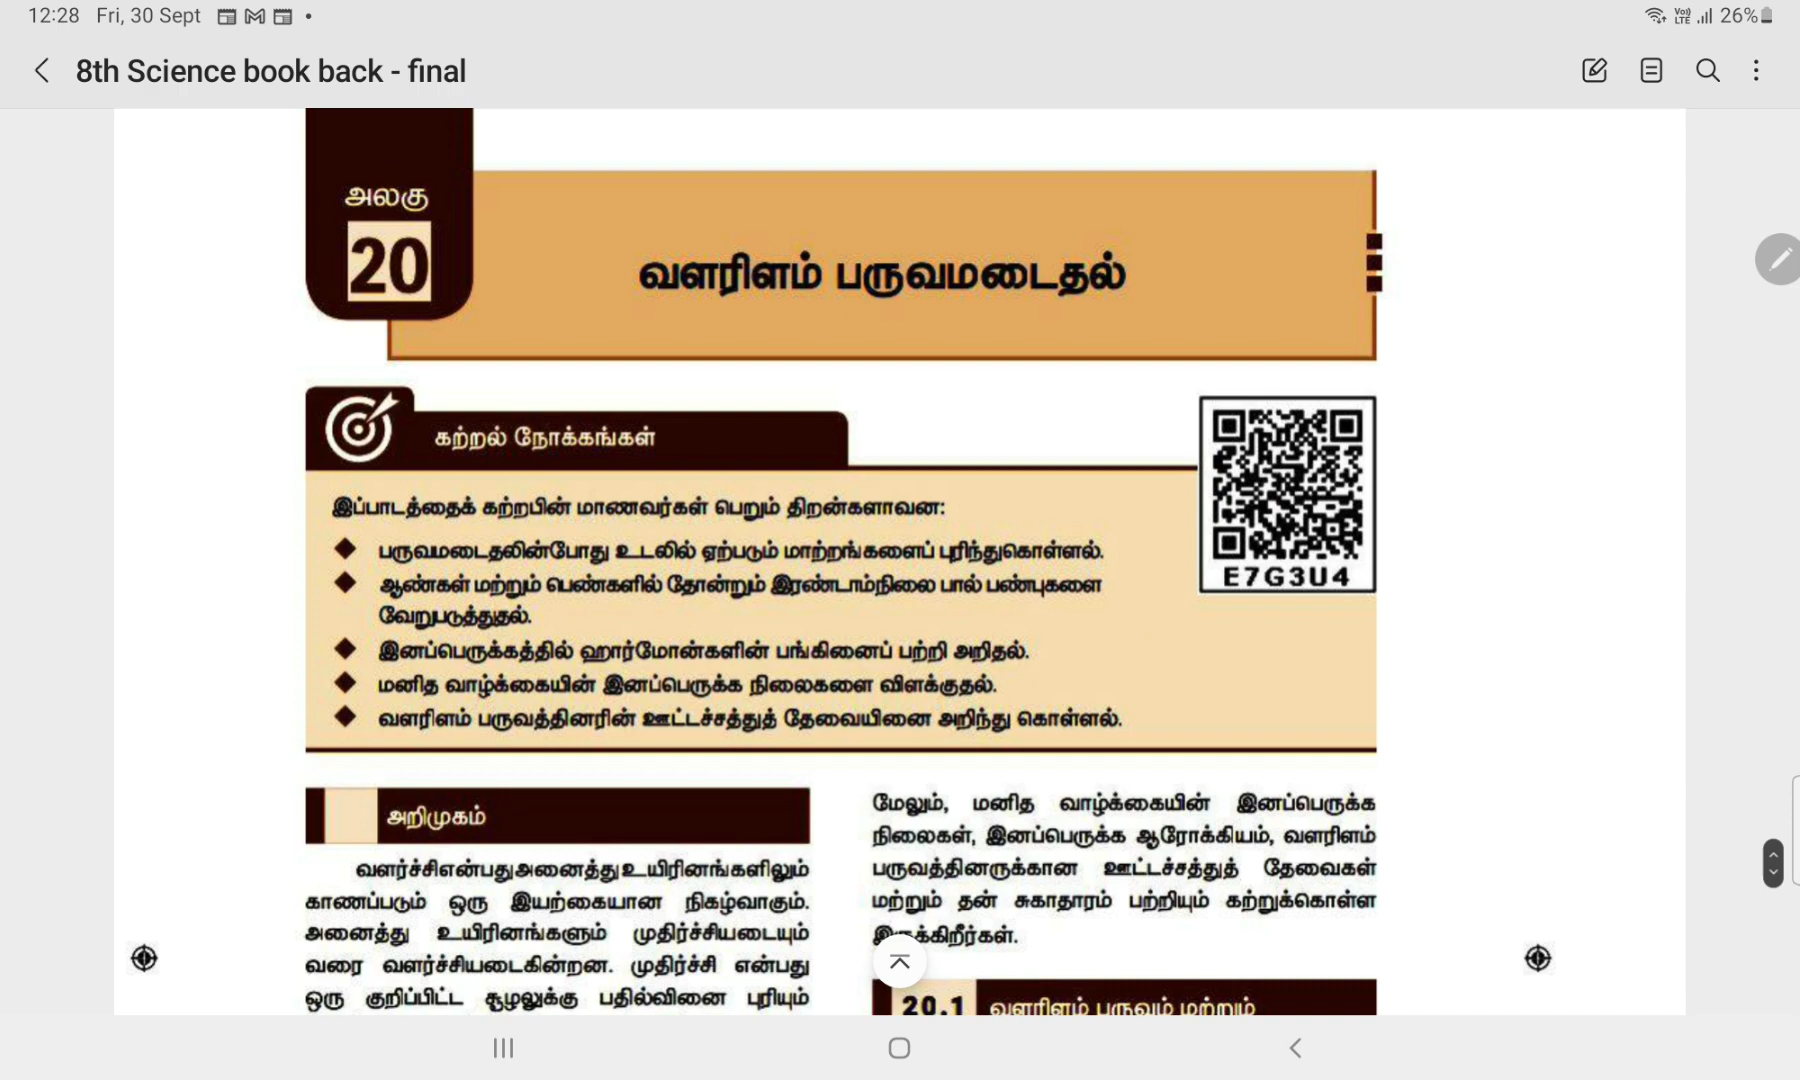 12:28 Fri, 30 Sept
26%
8th Science book back - final
அலகு
20
வளரிளம் பருவமடைதல்
கற்றல் நோக்கங்கள்
E7G3U4
இப்பாடத்தைக் கற்றபின் மாணவர்கள் பெறும் திறன்களாவன:
பருவமடைதலின்போது உடலில் ஏற்படும் மாற்றங்களைப் புரிந்துகொள்ளல்.
ஆண்கள் மற்றும் பெண்களில் தோன்றும் இரண்டாம்நிலை பால் பண்புகளை
வேறுபடுத்துதல்.
இனப்பெருக்கத்தில் ஹார்மோன்களின் பங்கினைப் பற்றி அறிதல்.
மனித வாழ்க்கையின் இனப்பெருக்க நிலைகளை விளக்குதல்.
வளரிளம் பருவத்தினரின் ஊட்டச்சத்துத் தேவையினை அறிந்து கொள்ளல்.
அறிமுகம்
வளர்ச்சிஎன்பதுஅனைத்துஉயிரினங்களிலும்
காணப்படும் ஒரு இயற்கையான நிகழ்வாகும்.
அனைத்து உயிரினங்களும் முதிர்ச்சியடையும்
வரை வளர்ச்சியடைகின்றன. முதிர்ச்சி என்பது
ஒரு குறிப்பிட்ட சூழலுக்கு பதில்வினை புரியும்
மேலும், மனித வாழ்க்கையின் இனப்பெருக்க
நிலைகள், இனப்பெருக்க ஆரோக்கியம், வளரிளம்
பருவத்தினருக்கான ஊட்டச்சத்துத் தேவைகள்
மற்றும் தன் சுகாதாரம் பற்றியும் கற்றுக்கொள்ள
இருக்கிறீர்கள்.
20.1 வளரிளம் பருவம் மற்றும்